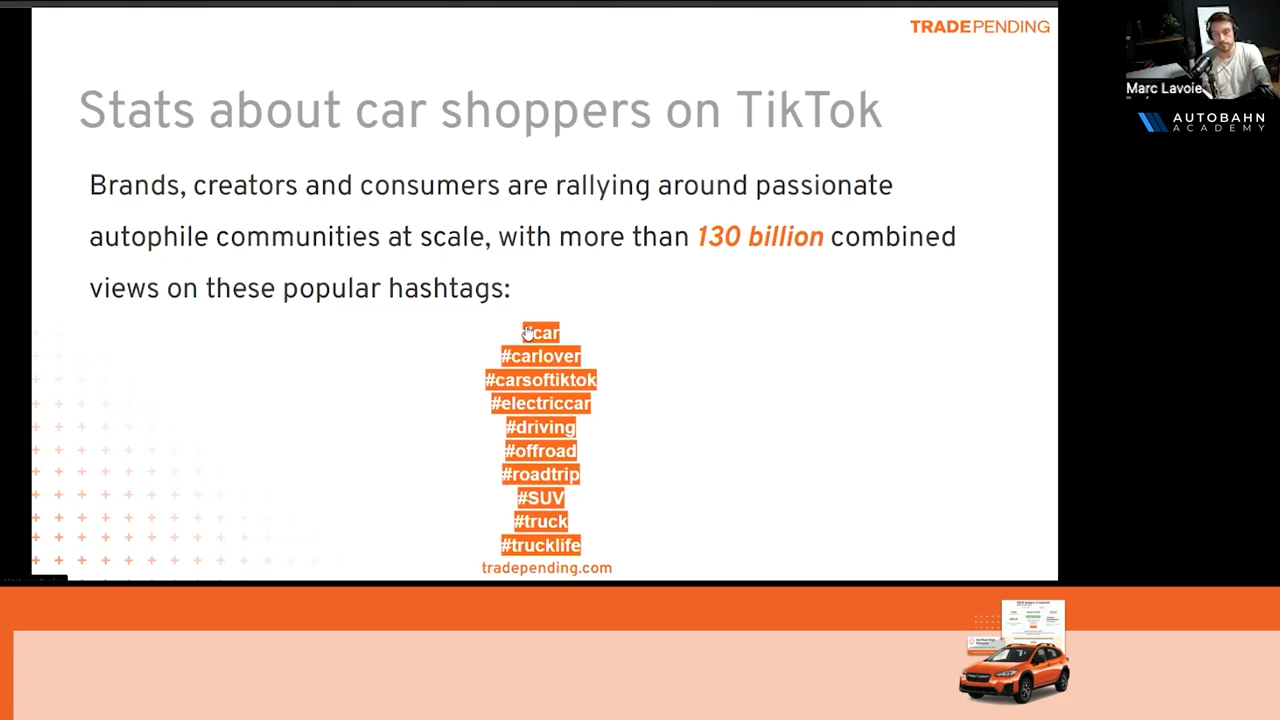 TRADEPENDING
Marc Lavoie
AUTOBAHN
ACADEMY
Stats about car shoppers on TikTok
Brands, creators and consumers are rallying around passionate
autophile communities at scale, with more than 130 billion combined
views on these popular hashtags:
#car
#carlover
#carsoftiktok
#electriccar
#driving
#offroad
#roadtrip
#SUV
#truck
#trucklife
tradepending.com